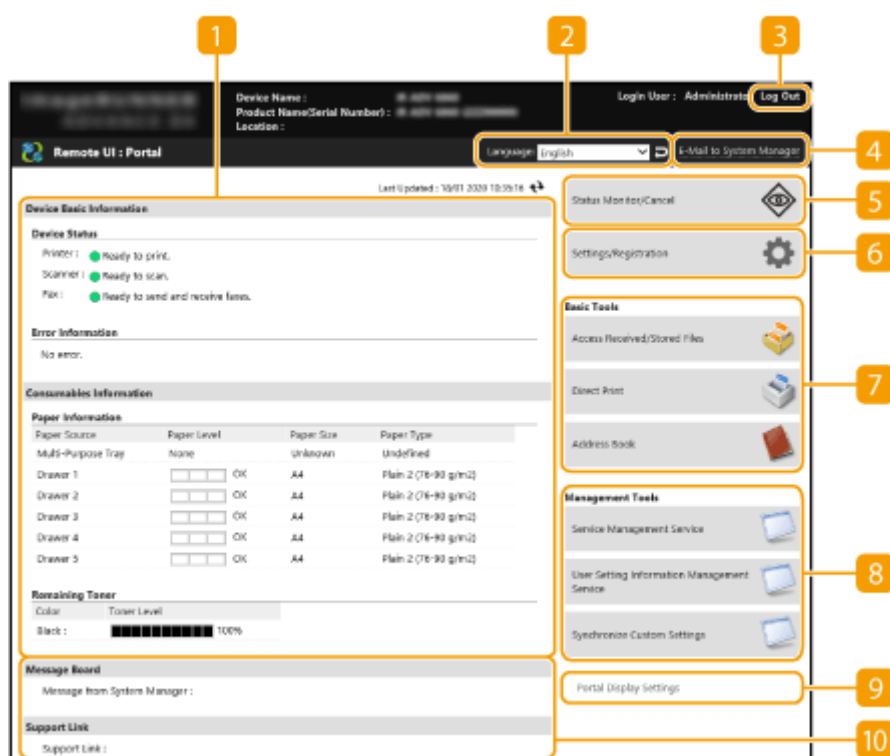 1
2
3
Device Name :
Product Name(Serial Number) :
Location :
Login User : Administrato Log Out
Remote UI : Portal
Language: English
E-Mail to System Manager
4
Last Updated : 18/01 2020 10:35:16
Device Basic Information
Device Status
Printer : Ready to print.
Scanner : Ready to scan.
Fax : Ready to send and receive faxes.
Error Information
No error.
Consumables Information
Paper Information
Paper Source Paper Level Paper Size Paper Type
Multi-Purpose Tray None Unknown Undefined
Drawer 1 OK A4 Plain 2 (76-90 g/m2)
Drawer 2 OK A4 Plain 2 (76-90 g/m2)
Drawer 3 OK A4 Plain 2 (76-90 g/m2)
Drawer 4 OK A4 Plain 2 (76-90 g/m2)
Drawer 5 OK A4 Plain 2 (76-90 g/m2)
Remaining Toner
Color Toner Level
Black : 100%
Message Board
Message from System Manager :
Support Link
Support Link :
Status Monitor/Cancel
5
Settings/Registration
6
Basic Tools
Access Received/Stored Files
Direct Print
7
Address Book
Management Tools
Service Management Service
User Setting Information Management
Service
8
Synchronize Custom Settings
Portal Display Settings
9
10